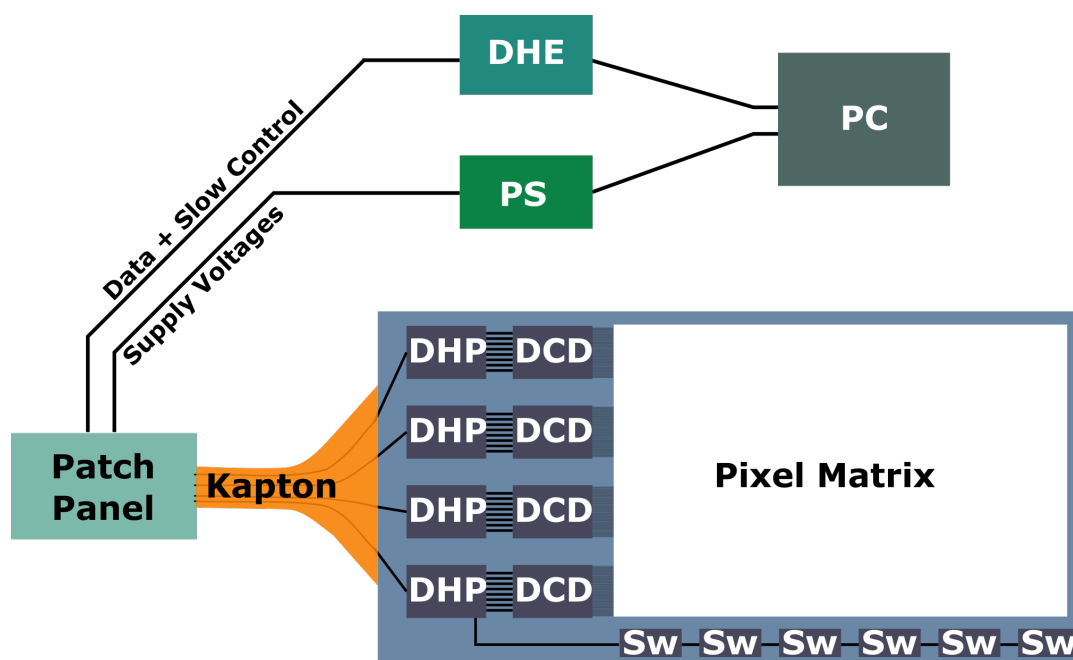 DHE
PC
PS
Data + Slow Control
Supply Voltages
DHP DCD
DHP DCD
DHP DCD
DHP DCD
Patch
Panel
Kapton
Pixel Matrix
Sw Sw Sw Sw Sw Sw